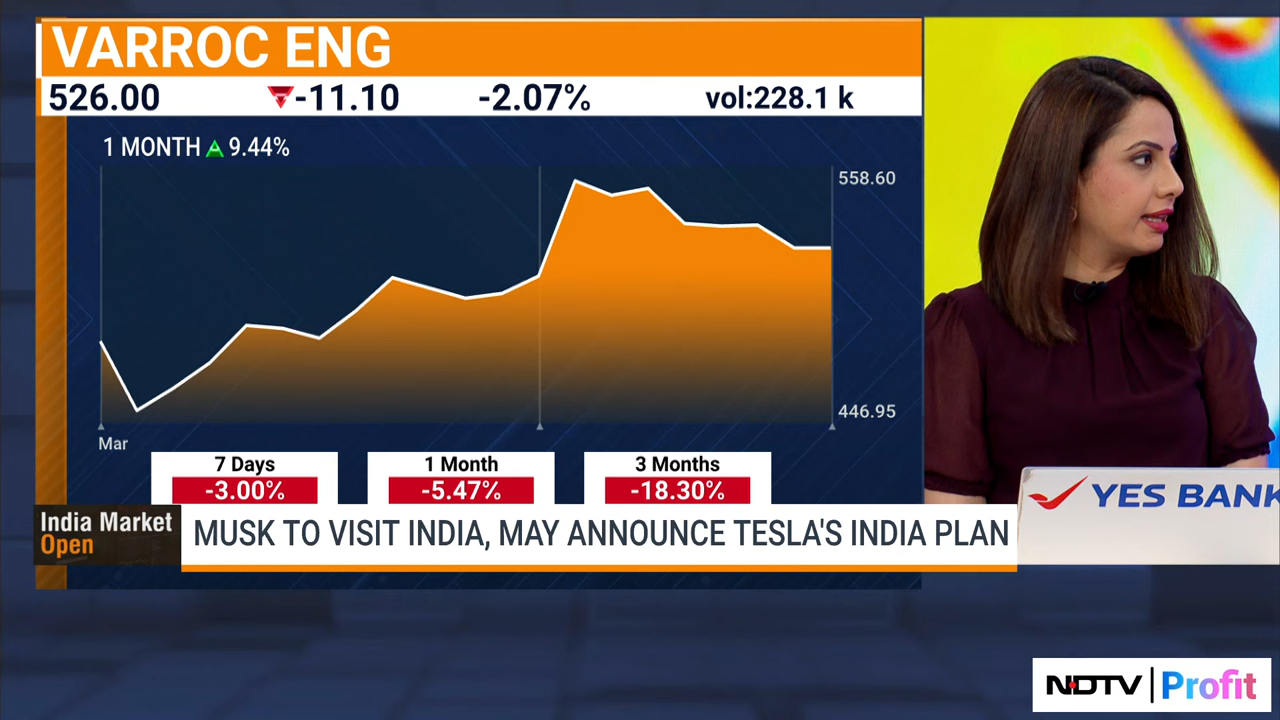 VARROC ENG
526.00 -11.10 -2.07% vol:228.1 k
1 MONTH 9.44%
558.60
446.95
Mar
7 Days 1 Month 3 Months
-3.00% -5.47% -18.30%
India Market
Open
MUSK TO VISIT INDIA, MAY ANNOUNCE TESLA'S INDIA PLAN
YES BANK
NDTV Profit